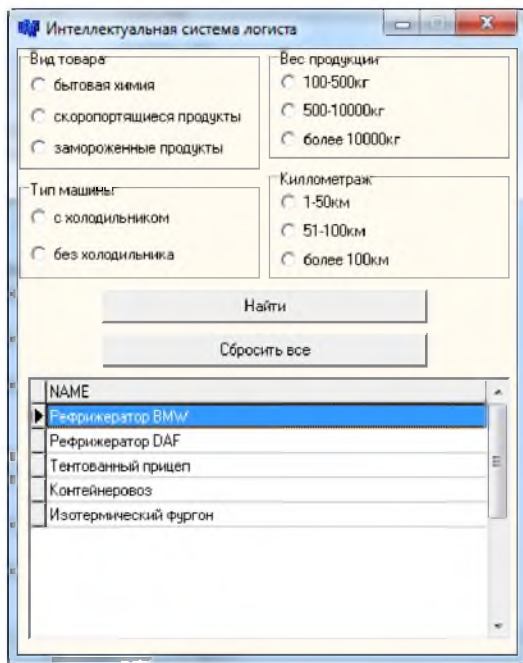 Интеллектуальная система логиста
Вид товара
бытовая химия
скоропортящиеся продукты
замороженные продукты
Вес продукции
100-500кг
500-10000кг
более 10000кг
Тип машины
с холодильником
без холодильника
Киллометраж
1-50км
51-100км
более 100км
Найти
Сбросить все
NAME
Рефрижератор BMW
Рефрижератор DAF
Тентованный прицеп
Контейнеровоз
Изотермический фургон